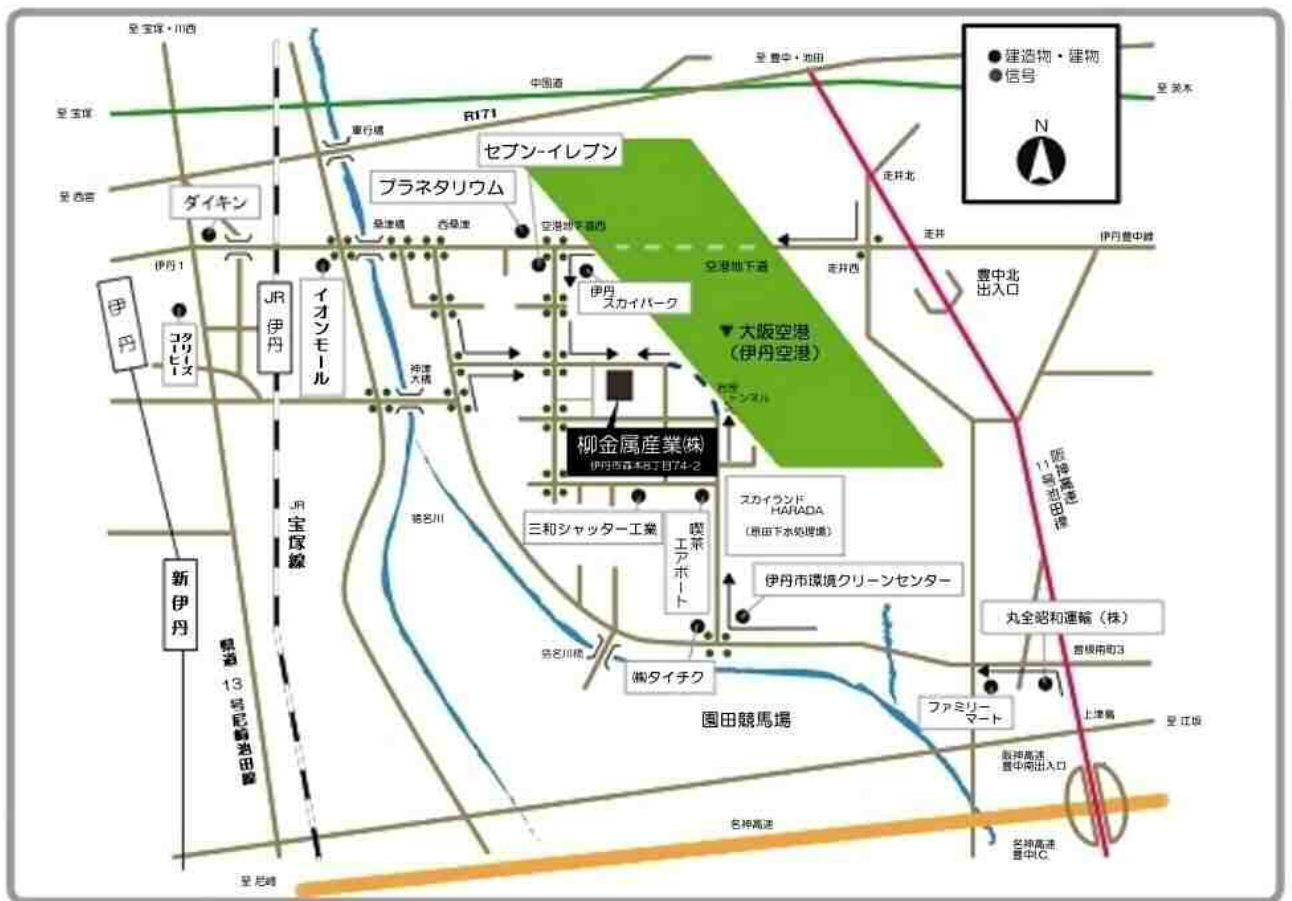 至 宝塚・川西
至 豊中・池田
建造物・建物
信号
N
中国道
至 茨木
至 宝塚
R171
軍行橋
セブン-イレブン
プラネタリウム
走井北
至 西宮
ダイキン
桑津橋
西桑津
空港地下道西
走井
伊丹豊中線
伊丹1
空港地下道
走井西
豊中北
出入口
伊丹
スカイパーク
伊丹
JR
伊丹
イオンモール
タリーズ
コーヒー
大阪空港
(伊丹空港)
神津
大橋
トンネル
柳金属産業㈱
伊丹市森本8丁目74-2
阪神高速
11号池田線
スカイランド
HARADA
(原田下水処理場)
三和シャッター工業
喫茶
エアポート
猪名川
JR
宝塚線
新伊丹
伊丹市環境クリーンセンター
丸全昭和運輸(株)
猪名川橋
曽根南町3
㈱タイチク
ファミリー
マート
園田競馬場
上津島
至 江坂
阪神高速
豊中南出入口
名神高速
名神高速
豊中I.C.
至 尼崎